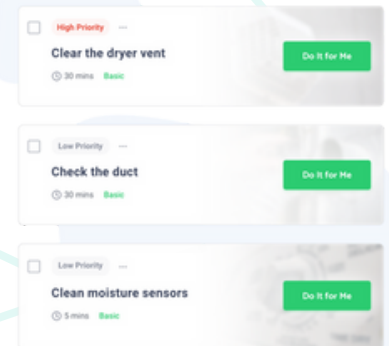 High Priority ...
Clear the dryer vent
30 mins Basic
Do It for Me
Low Priority ...
Check the duct
30 mins Basic
Do It for Me
Low Priority ...
Clean moisture sensors
5 mins Basic
Do It for Me